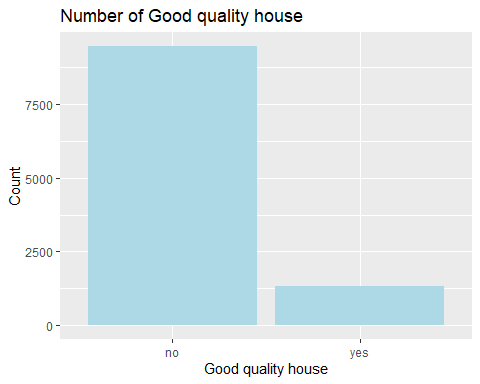 Number of Good quality house
Count
7500
5000
2500
0
no yes
Good quality house